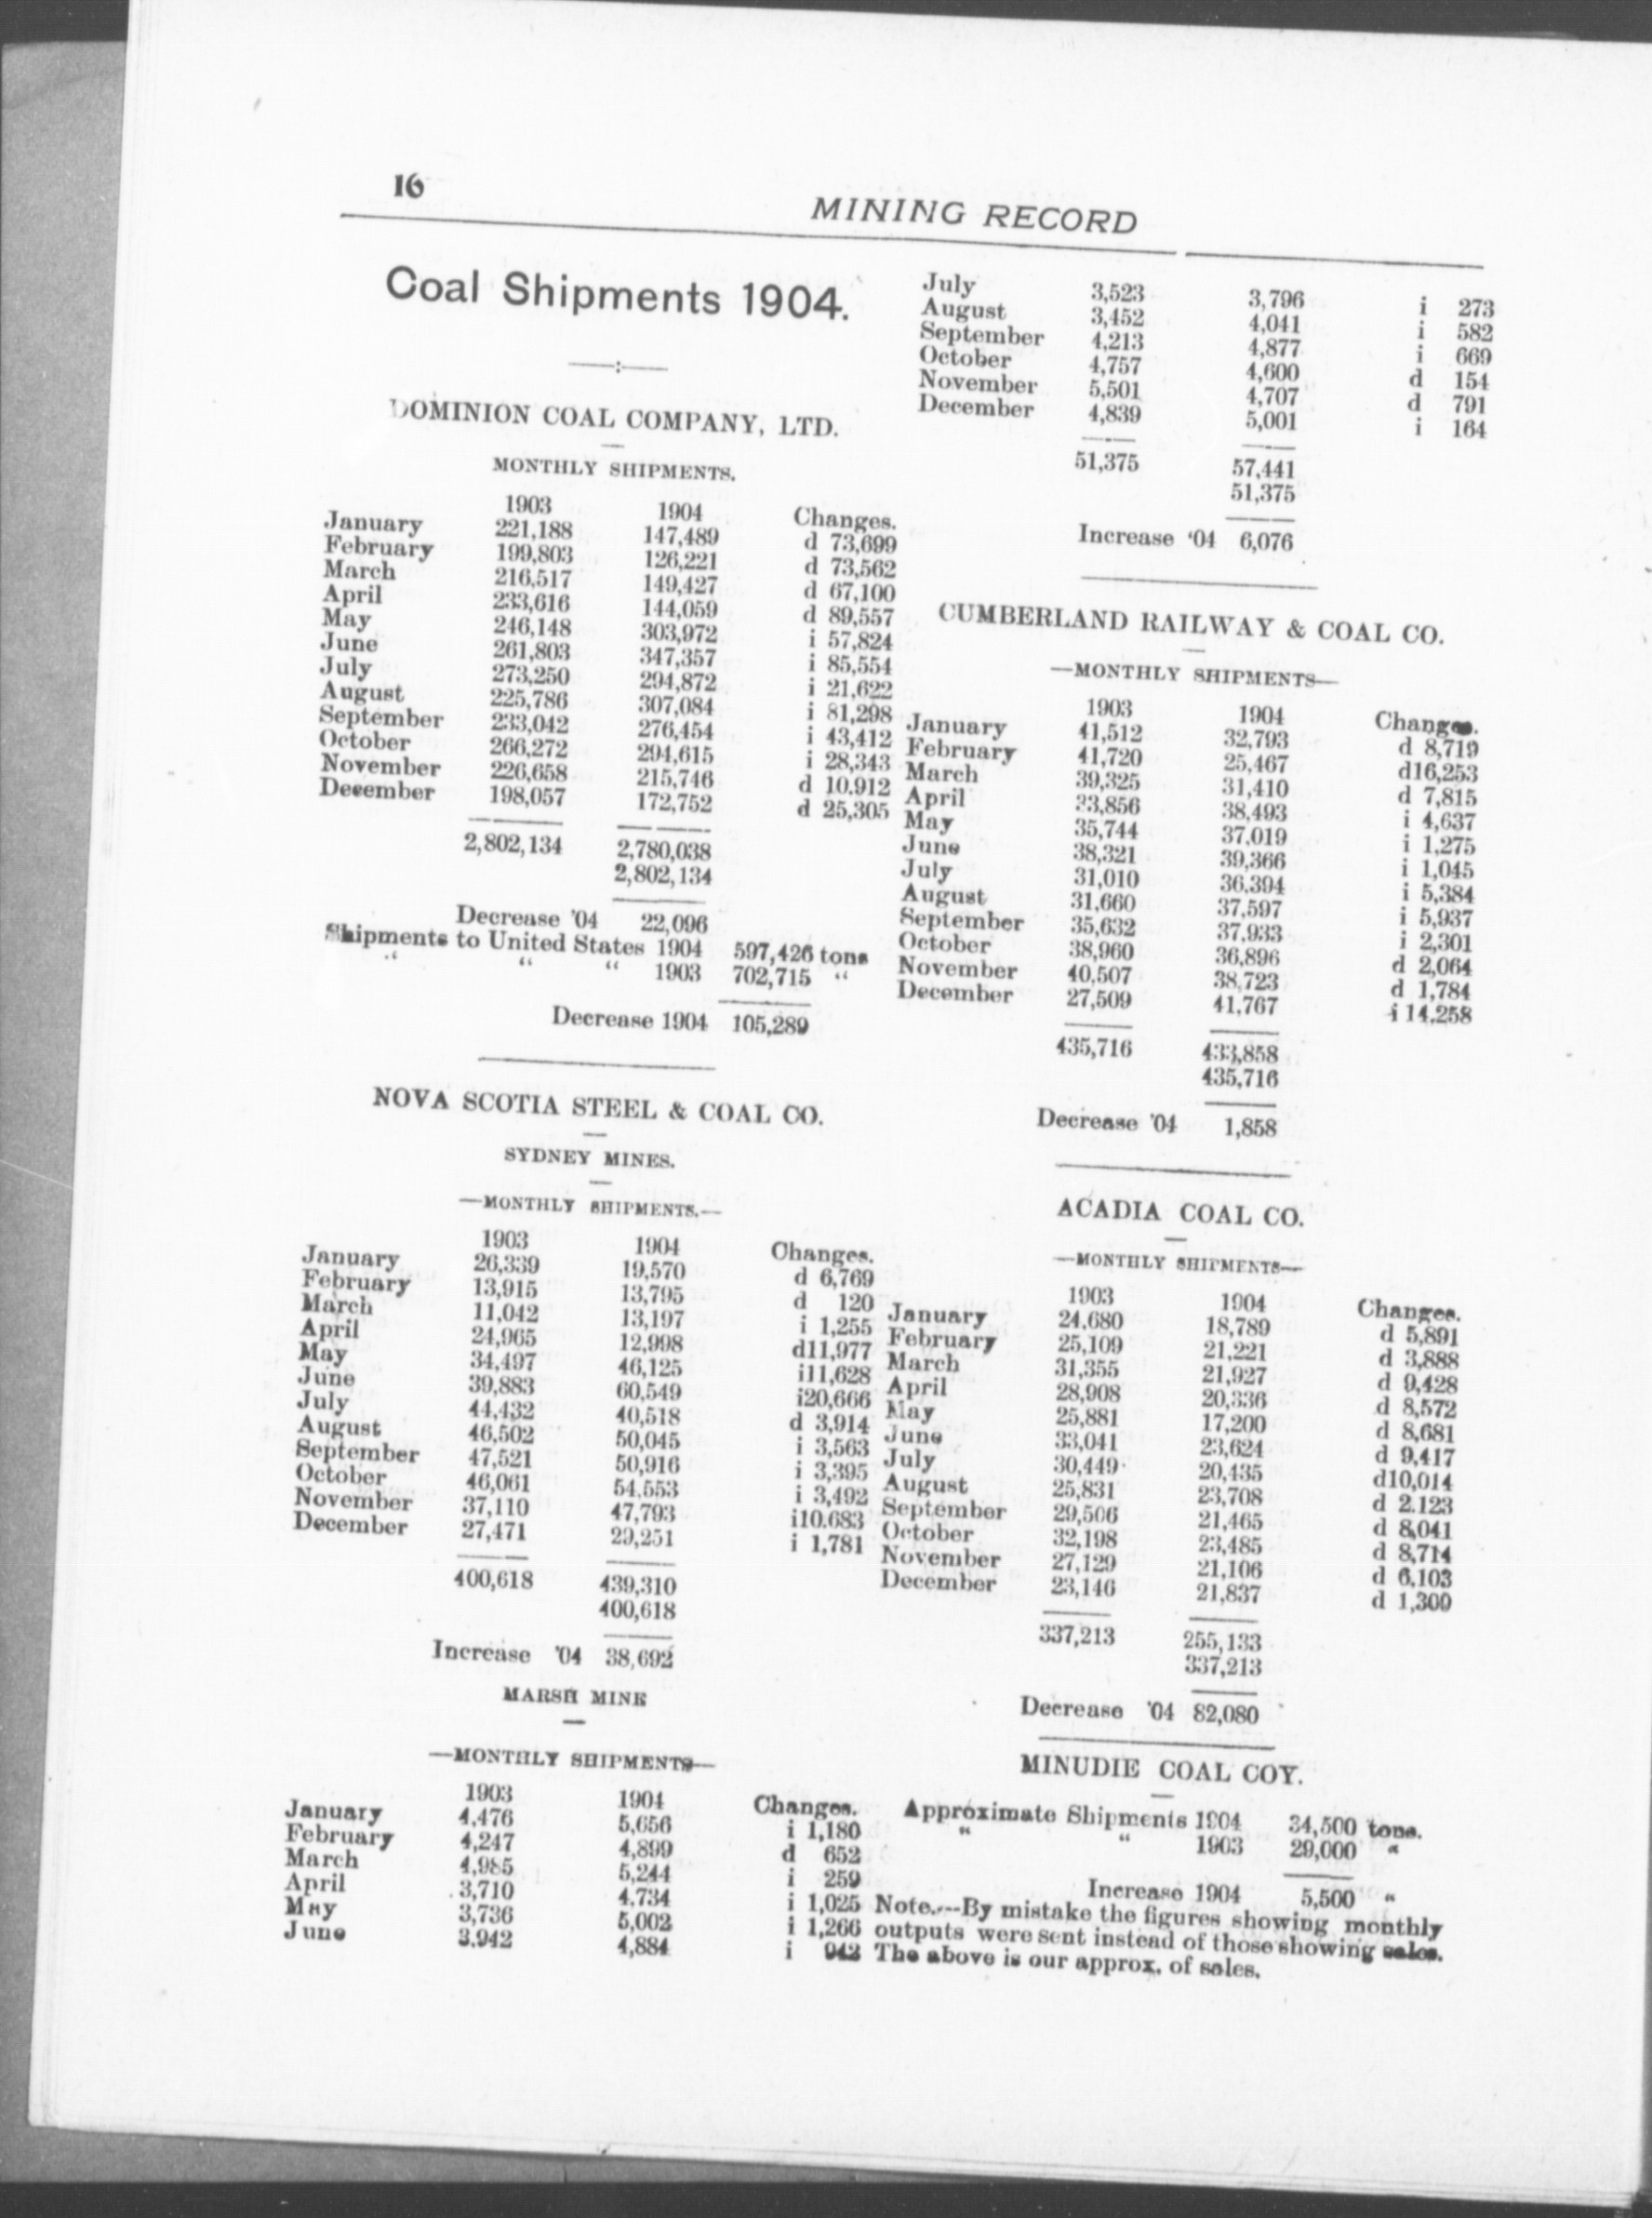 16
MINING RECORD
Coal Shipments 1904.
DOMINION COAL COMPANY, LTD.
MONTHLY SHIPMENTS.
1903 1904 Changes.
January 221,188 147,489 d 73,699
February 199,803 126,221 d 73,562
March 216,517 149,427 d 67,100
April 233,616 144,059 d 89,557
May 246,148 303,972 i 57,824
June 261,803 347,357 i 85,554
July 273,250 294,872 i 21,622
August 225,786 307,084 i 81,298
September 233,042 276,454 i 43,412
October 266,272 294,615 i 28,343
November 226,658 215,746 d 10.912
December 198,057 172,752 d 25,305
2,802,134 2,780,038
2,802,134
Decrease '04 22,096
Shipments to United States 1904 597,426 tons
“ “ “ 1903 702,715 “
Decrease 1904 105,289
NOVA SCOTIA STEEL & COAL CO.
SYDNEY MINES.
—MONTHLY SHIPMENTS.—
1903 1904 Changes.
January 26,339 19,570 d 6,769
February 13,915 13,795 d 120
March 11,042 13,197 i 1,255
April 24,965 12,998 d11,977
May 34,497 46,125 i11,628
June 39,883 60,549 i20,666
July 44,432 40,518 d 3,914
August 46,502 50,045 i 3,563
September 47,521 50,916 i 3,395
October 46,061 54,553 i 3,492
November 37,110 47,793 i10.683
December 27,471 29,251 i 1,781
400,618 439,310
400,618
Increase '04 38,692
MARSH MINE
—MONTHLY SHIPMENTS—
1903 1904 Changes.
January 4,476 5,656 i 1,180
February 4,247 4,899 d 652
March 4,985 5,244 i 259
April 3,710 4,734 i 1,025
May 3,736 5,002 i 1,266
June 3,942 4,884 i 942
July 3,523 3,796 i 273
August 3,452 4,041 i 582
September 4,213 4,877 i 669
October 4,757 4,600 d 154
November 5,501 4,707 d 791
December 4,839 5,001 i 164
51,375 57,441
51,375
Increase '04 6,076
CUMBERLAND RAILWAY & COAL CO.
—MONTHLY SHIPMENTS—
1903 1904 Changes.
January 41,512 32,793 d 8,719
February 41,720 25,467 d16,253
March 39,325 31,410 d 7,815
April 33,856 38,493 i 4,637
May 35,744 37,019 i 1,275
June 38,321 39,366 i 1,045
July 31,010 36,394 i 5,384
August 31,660 37,597 i 5,937
September 35,632 37,933 i 2,301
October 38,960 36,896 d 2,064
November 40,507 38,723 d 1,784
December 27,509 41,767 i 14,258
435,716 433,858
435,716
Decrease '04 1,858
ACADIA COAL CO.
—MONTHLY SHIPMENTS—
1903 1904 Changes.
January 24,680 18,789 d 5,891
February 25,109 21,221 d 3,888
March 31,355 21,927 d 9,428
April 28,908 20,336 d 8,572
May 25,881 17,200 d 8,681
June 33,041 23,624 d 9,417
July 30,449 20,435 d10,014
August 25,831 23,708 d 2.123
September 29,506 21,465 d 8,041
October 32,198 23,485 d 8,714
November 27,129 21,106 d 6,103
December 23,146 21,837 d 1,309
337,213 255,133
337,213
Decrease '04 82,080
MINUDIE COAL COY.
Approximate Shipments 1904 34,500 tons.
“ “ 1903 29,000 “
Increase 1904 5,500 “
Note.--By mistake the figures showing monthly
outputs were sent instead of those showing sales.
The above is our approx. of sales.